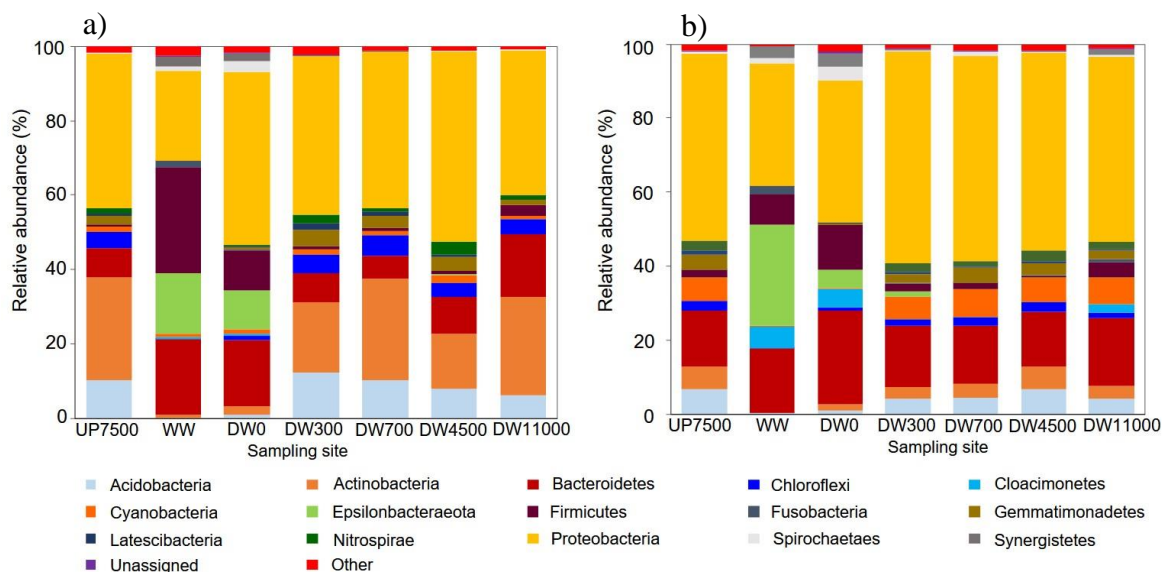 a)
b)
Relative abundance (%)
100
80
60
40
20
0
UP7500 WW DW0 DW300 DW700 DW4500 DW11000
Sampling site
Relative abundance (%)
100
80
60
40
20
0
UP7500 WW DW0 DW300 DW700 DW4500 DW11000
Sampling site
Acidobacteria Actinobacteria Bacteroidetes Chloroflexi Cloacimonetes
Cyanobacteria Epsilonbacteraeota Firmicutes Fusobacteria Gemmatimonadetes
Latescibacteria Nitrospirae Proteobacteria Spirochaetaes Synergistetes
Unassigned Other